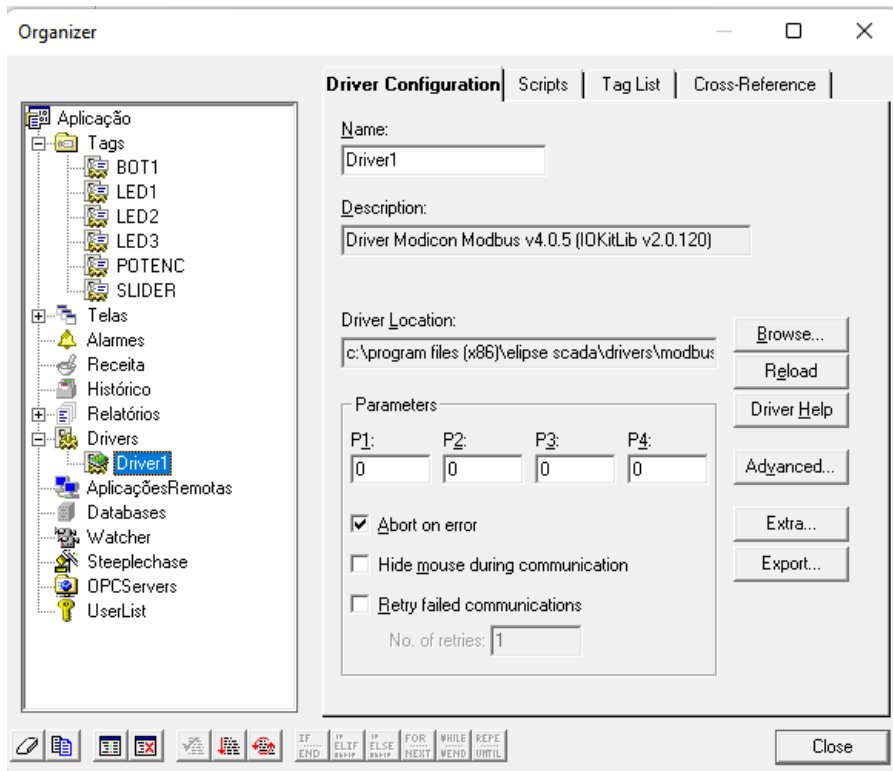 Organizer
Driver Configuration Scripts Tag List Cross-Reference
Aplicação
Tags
BOT1
LED1
LED2
LED3
POTENC
SLIDER
Telas
Alarmes
Receita
Histórico
Relatórios
Drivers
Driver1
AplicaçõesRemotas
Databases
Watcher
Steeplechase
OPCServers
UserList
Name:
Driver1
Description:
Driver Modicon Modbus v4.0.5 (IOKitLib v2.0.120)
Driver Location:
c:\program files (x86)\elipse scada\drivers\modbus
Browse...
Reload
Driver Help
Advanced...
Extra...
Export...
Parameters
P1: P2: P3: P4:
0 0 0 0
Abort on error
Hide mouse during communication
Retry failed communications
No. of retries: 1
IF END
ELIF
ELSE
FOR NEXT
WHILE WEND
REPE UNTIL
Close